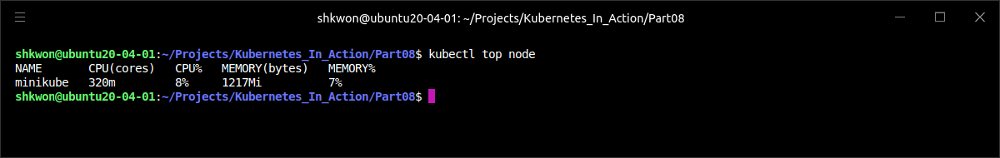 shkwon@ubuntu20-04-01: ~/Projects/Kubernetes_In_Action/Part08
shkwon@ubuntu20-04-01:~/Projects/Kubernetes_In_Action/Part08$ kubectl top node
NAME       CPU(cores)   CPU%   MEMORY(bytes)   MEMORY%
minikube   320m         8%     1217Mi          7%
shkwon@ubuntu20-04-01:~/Projects/Kubernetes_In_Action/Part08$